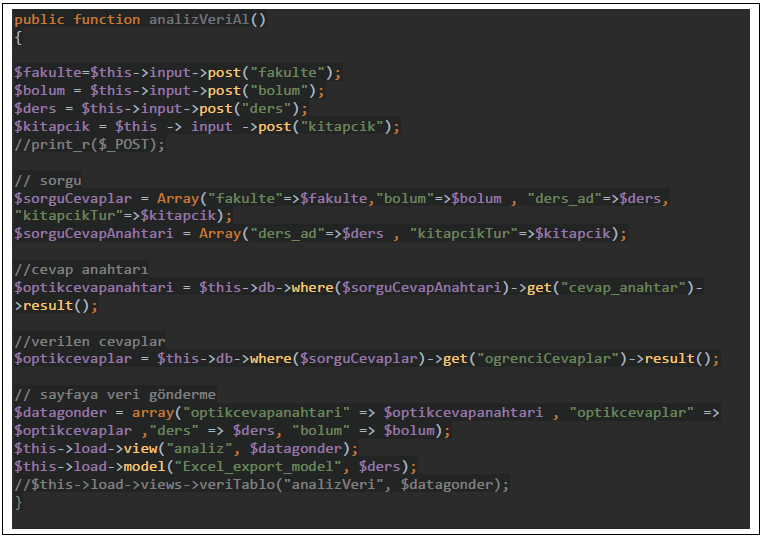 public function analizVeriAl()
{
$fakulte=$this->input->post("fakulte");
$bolum = $this->input->post("bolum");
$ders = $this->input->post("ders");
$kitapcik = $this -> input ->post("kitapcik");
//print_r($_POST);
// sorgu
$sorguCevaplar = Array("fakulte"=>$fakulte,"bolum"=>$bolum , "ders_ad"=>$ders,
"kitapcikTur"=>$kitapcik);
$sorguCevapAnahtari = Array("ders_ad"=>$ders , "kitapcikTur"=>$kitapcik);
//cevap anahtarı
$optikcevapanahtari = $this->db->where($sorguCevapAnahtari)->get("cevap_anahtar")-
>result();
//verilen cevaplar
$optikcevaplar = $this->db->where($sorguCevaplar)->get("ogrenciCevaplar")->result();
// sayfaya veri gönderme
$datagonder = array("optikcevapanahtari" => $optikcevapanahtari , "optikcevaplar" =>
$optikcevaplar ,"ders" => $ders, "bolum" => $bolum);
$this->load->view("analiz", $datagonder);
$this->load->model("Excel_export_model", $ders);
//$this->load->views->veriTablo("analizVeri", $datagonder);
}